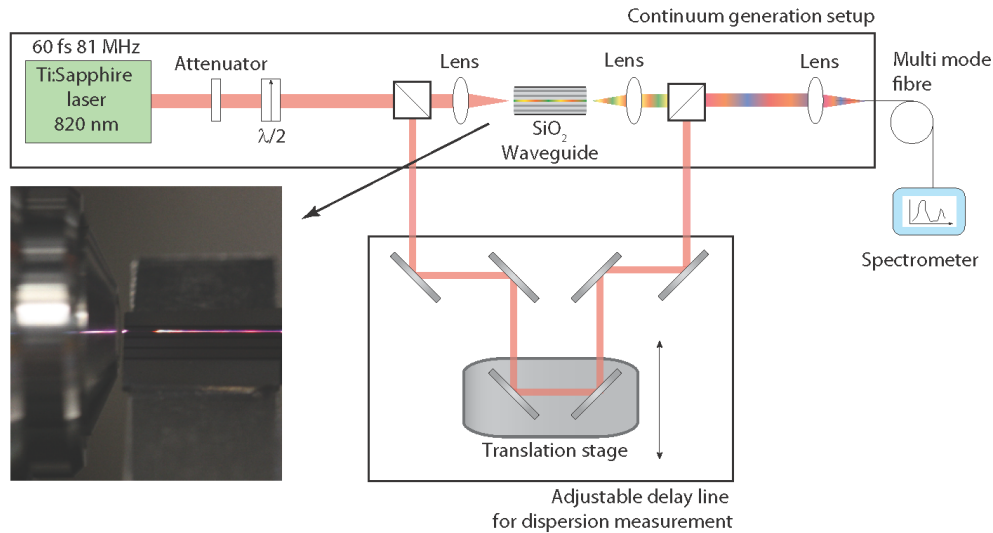 Continuum generation setup
60 fs 81 MHz
Ti:Sapphire
laser
820 nm
Attenuator
λ/2
Lens
SiO₂
Waveguide
Lens
Lens
Multi mode
fibre
Spectrometer
Translation stage
Adjustable delay line
for dispersion measurement